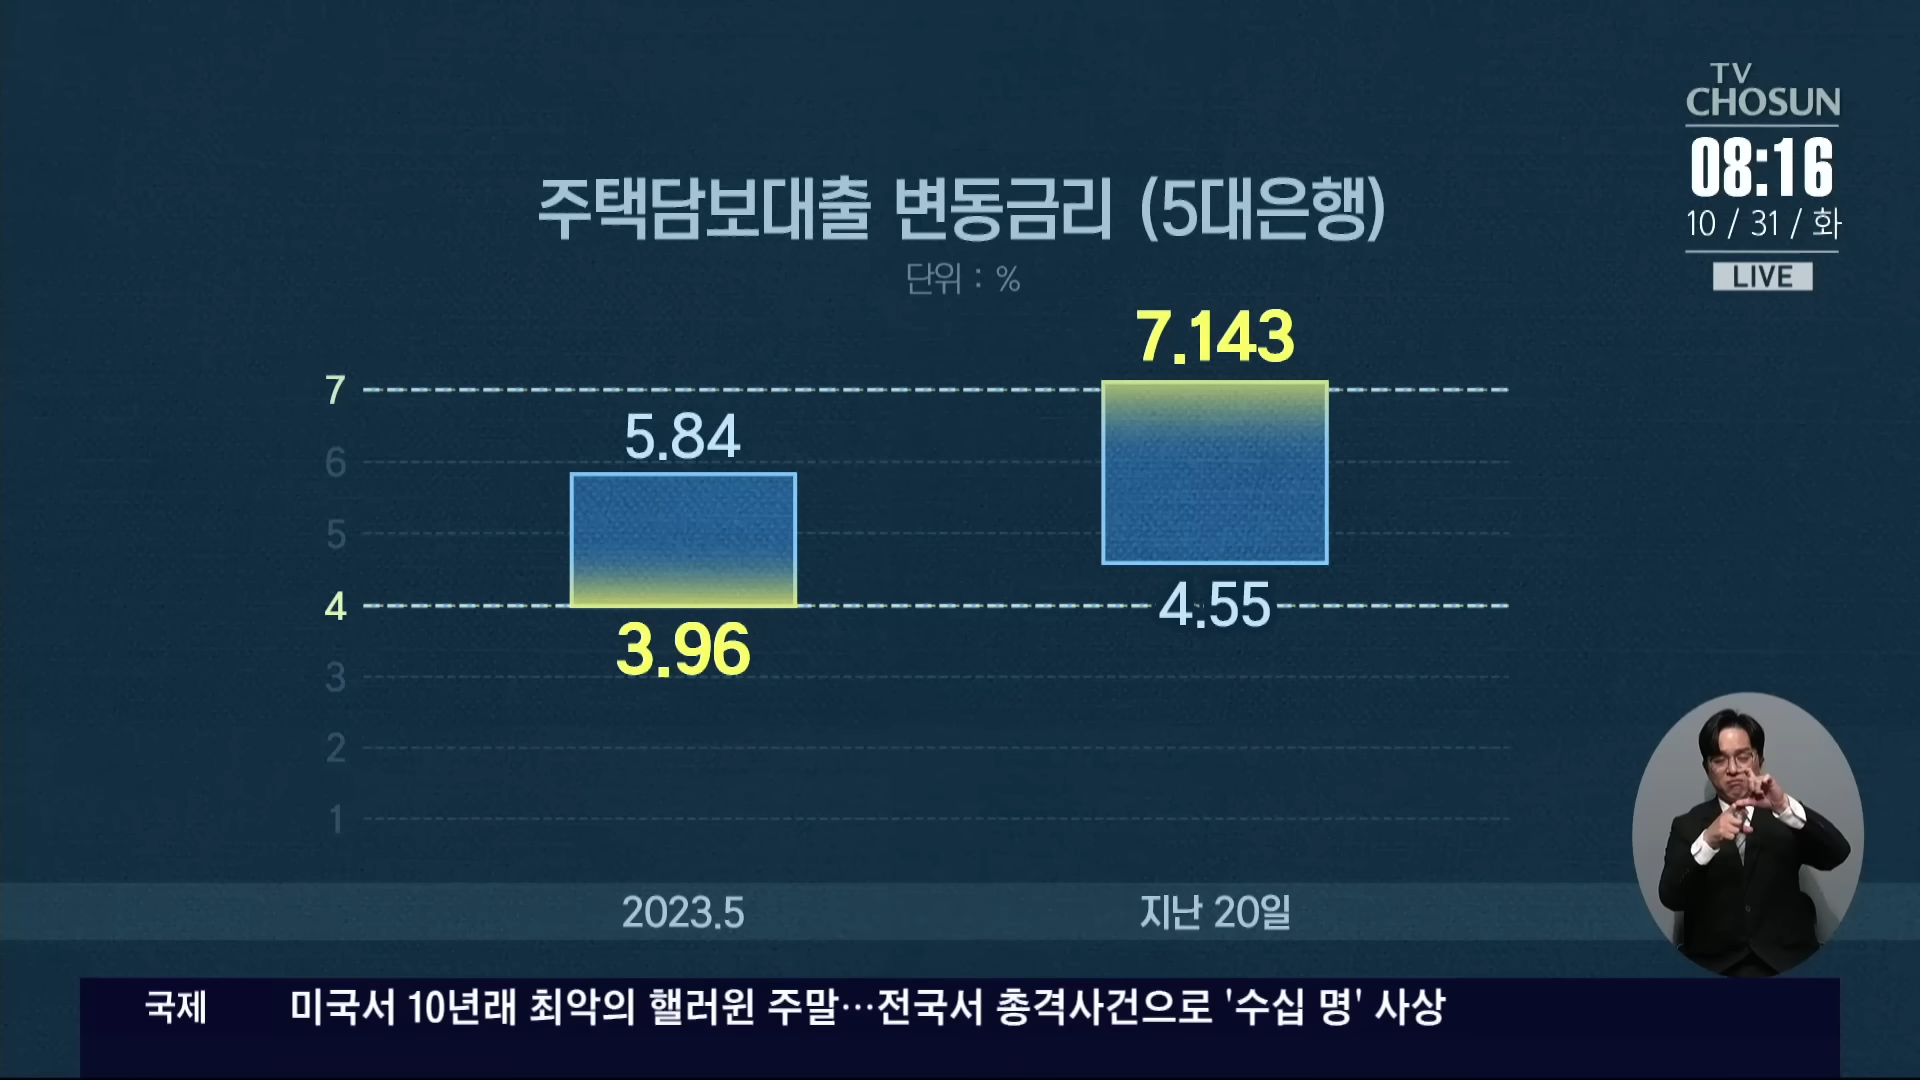 TV
CHOSUN
08:16
10 / 31 / 화
LIVE
주택담보대출 변동금리 (5대은행)
단위 : %
7
6
5
4
3
2
1
5.84
3.96
7.143
4.55
2023.5
지난 20일
국제 미국서 10년래 최악의 핼러윈 주말…전국서 총격사건으로 '수십 명' 사상